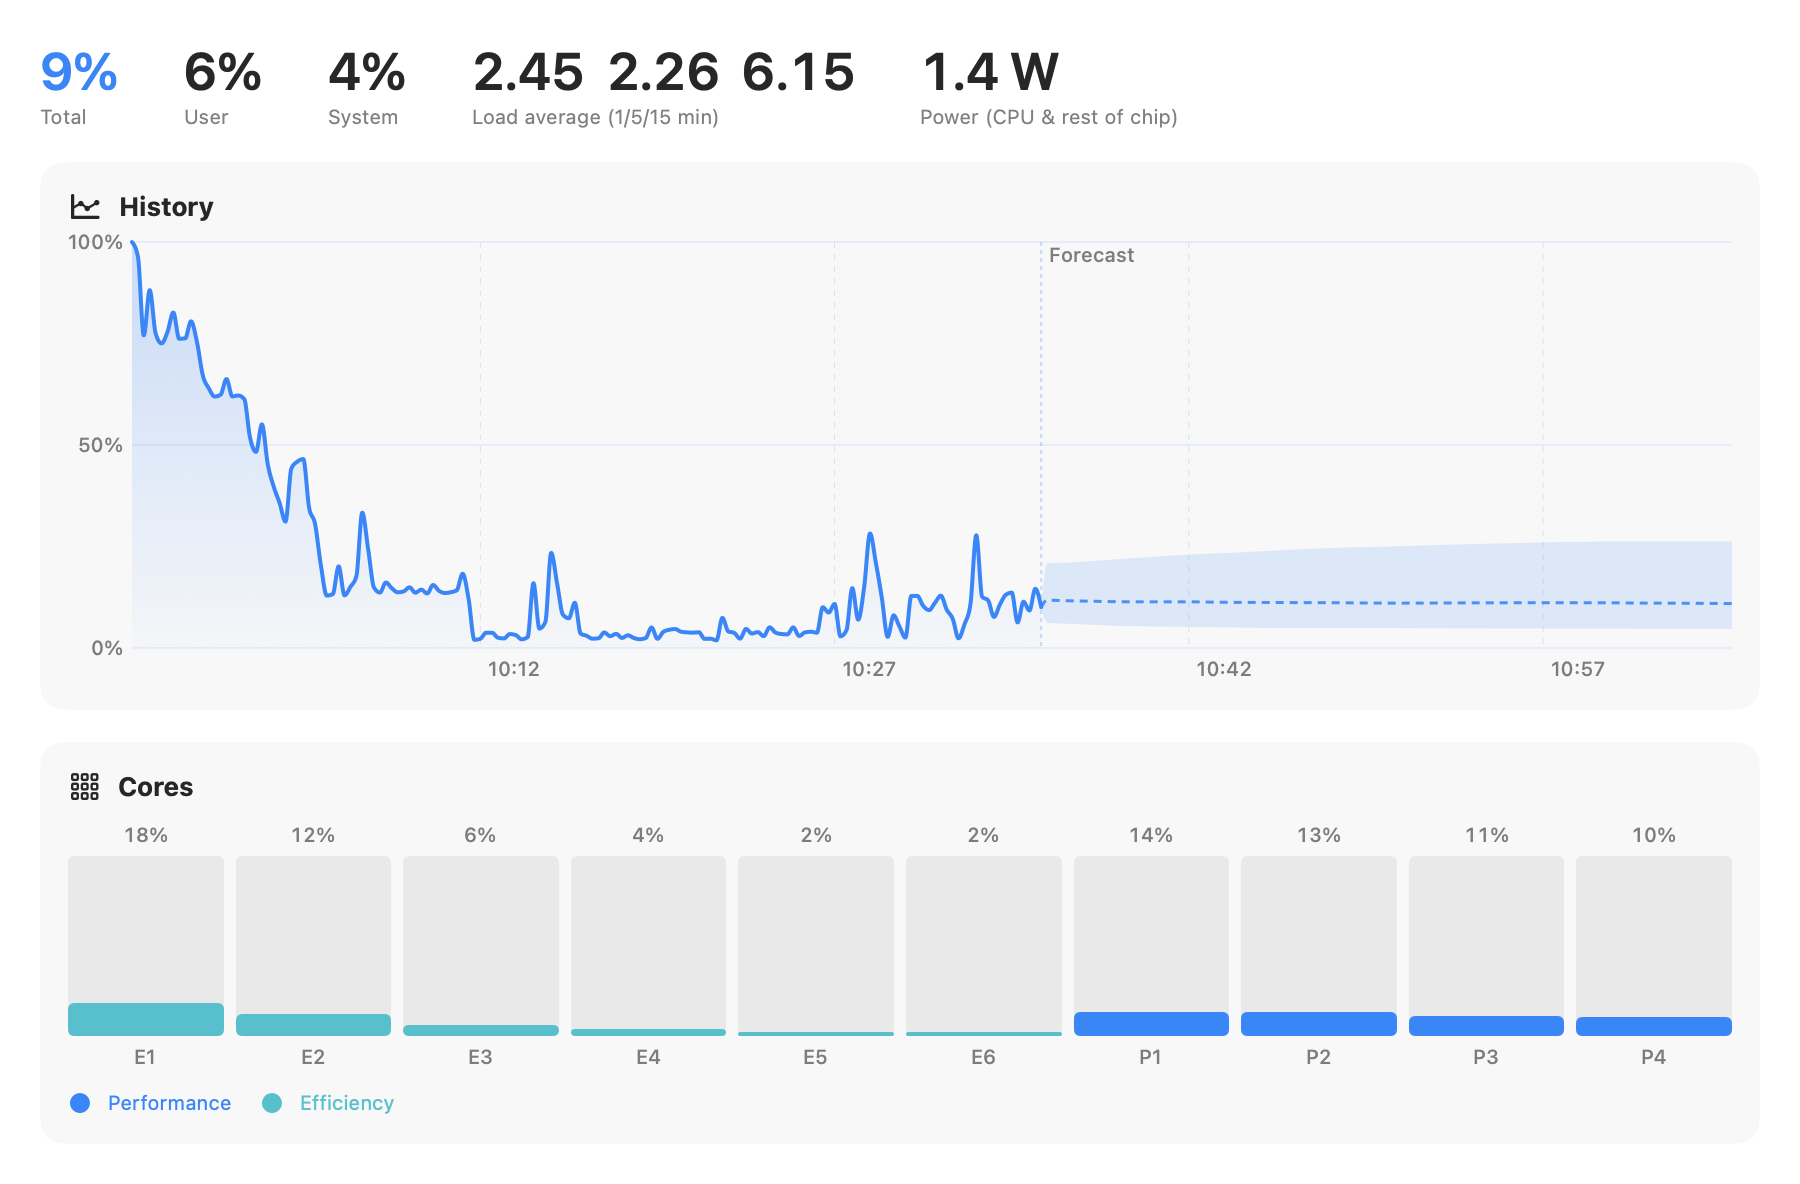 9% 6% 4% 2.45 2.26 6.15 1.4 W
Total User System Load average (1/5/15 min) Power (CPU & rest of chip)
History
100%
Forecast
50%
0%
10:12 10:27 10:42 10:57
Cores
18% 12% 6% 4% 2% 2% 14% 13% 11% 10%
E1 E2 E3 E4 E5 E6 P1 P2 P3 P4
Performance Efficiency